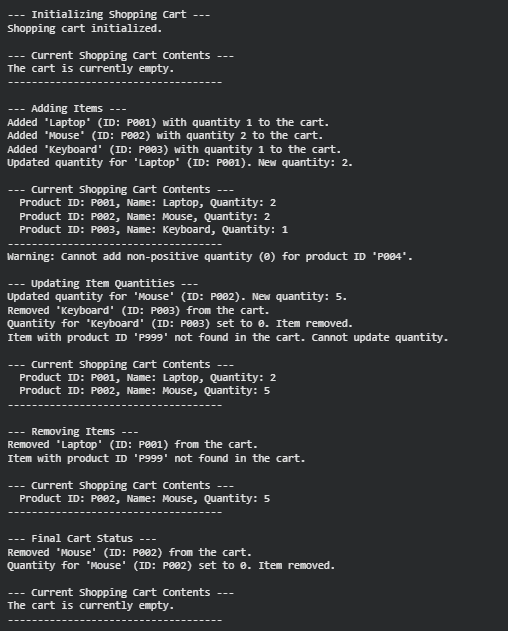 --- Initializing Shopping Cart ---
Shopping cart initialized.
--- Current Shopping Cart Contents ---
The cart is currently empty.
------------------------------------
--- Adding Items ---
Added 'Laptop' (ID: P001) with quantity 1 to the cart.
Added 'Mouse' (ID: P002) with quantity 2 to the cart.
Added 'Keyboard' (ID: P003) with quantity 1 to the cart.
Updated quantity for 'Laptop' (ID: P001). New quantity: 2.
--- Current Shopping Cart Contents ---
Product ID: P001, Name: Laptop, Quantity: 2
Product ID: P002, Name: Mouse, Quantity: 2
Product ID: P003, Name: Keyboard, Quantity: 1
------------------------------------
Warning: Cannot add non-positive quantity (0) for product ID 'P004'.
--- Updating Item Quantities ---
Updated quantity for 'Mouse' (ID: P002). New quantity: 5.
Removed 'Keyboard' (ID: P003) from the cart.
Quantity for 'Keyboard' (ID: P003) set to 0. Item removed.
Item with product ID 'P999' not found in the cart. Cannot update quantity.
--- Current Shopping Cart Contents ---
Product ID: P001, Name: Laptop, Quantity: 2
Product ID: P002, Name: Mouse, Quantity: 5
------------------------------------
--- Removing Items ---
Removed 'Laptop' (ID: P001) from the cart.
Item with product ID 'P999' not found in the cart.
--- Current Shopping Cart Contents ---
Product ID: P002, Name: Mouse, Quantity: 5
------------------------------------
--- Final Cart Status ---
Removed 'Mouse' (ID: P002) from the cart.
Quantity for 'Mouse' (ID: P002) set to 0. Item removed.
--- Current Shopping Cart Contents ---
The cart is currently empty.
------------------------------------